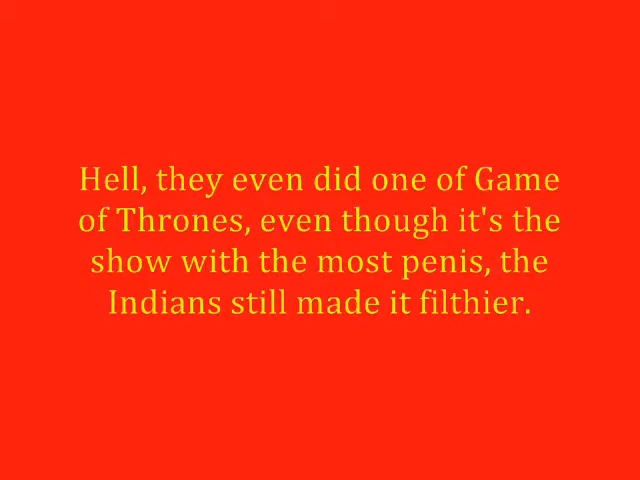 Hell, they even did one of Game
of Thrones, even though it's the
show with the most penis, the
Indians still made it filthier.